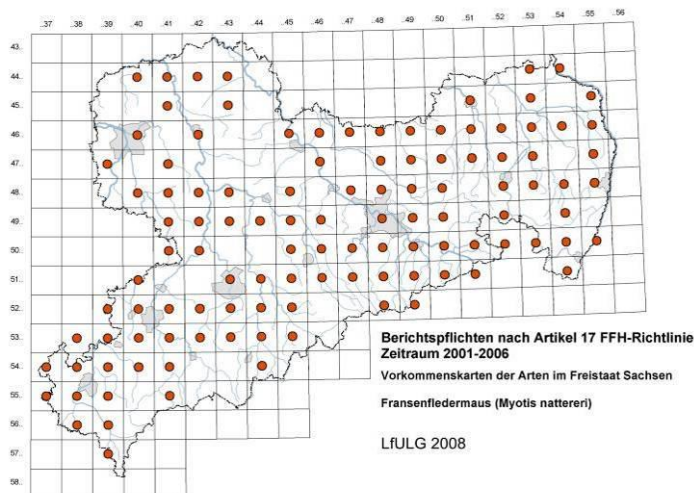 ..37 ..38 ..39 ..40 ..41 ..42 ..43 ..44 ..45 ..46 ..47 ..48 ..49 ..50 ..51 ..52 ..53 ..54 ..55 ..56
43..
44..
45..
46..
47..
48..
49..
50..
51..
52..
53..
54..
55..
56..
57..
58..
Berichtspflichten nach Artikel 17 FFH-Richtlinie
Zeitraum 2001-2006
Vorkommenskarten der Arten im Freistaat Sachsen
Fransenfledermaus (Myotis nattereri)
LfULG 2008